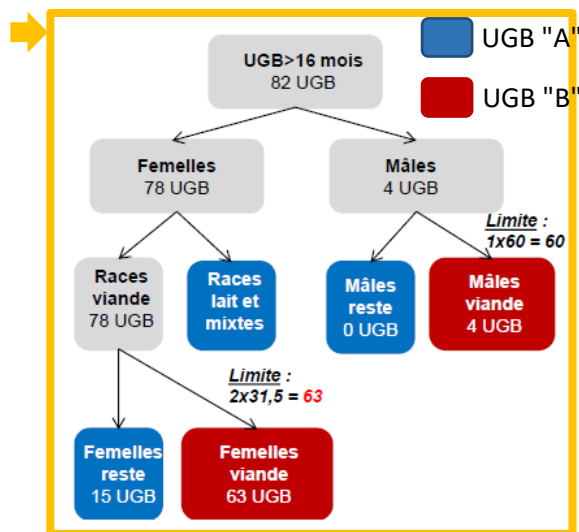 UGB "A"
UGB>16 mois
82 UGB
UGB "B"
Femelles
78 UGB
Mâles
4 UGB
Limite :
1x60 = 60
Races
viande
78 UGB
Races
lait et
mixtes
Mâles
reste
0 UGB
Mâles
viande
4 UGB
Limite :
2x31,5 = 63
Femelles
reste
15 UGB
Femelles
viande
63 UGB